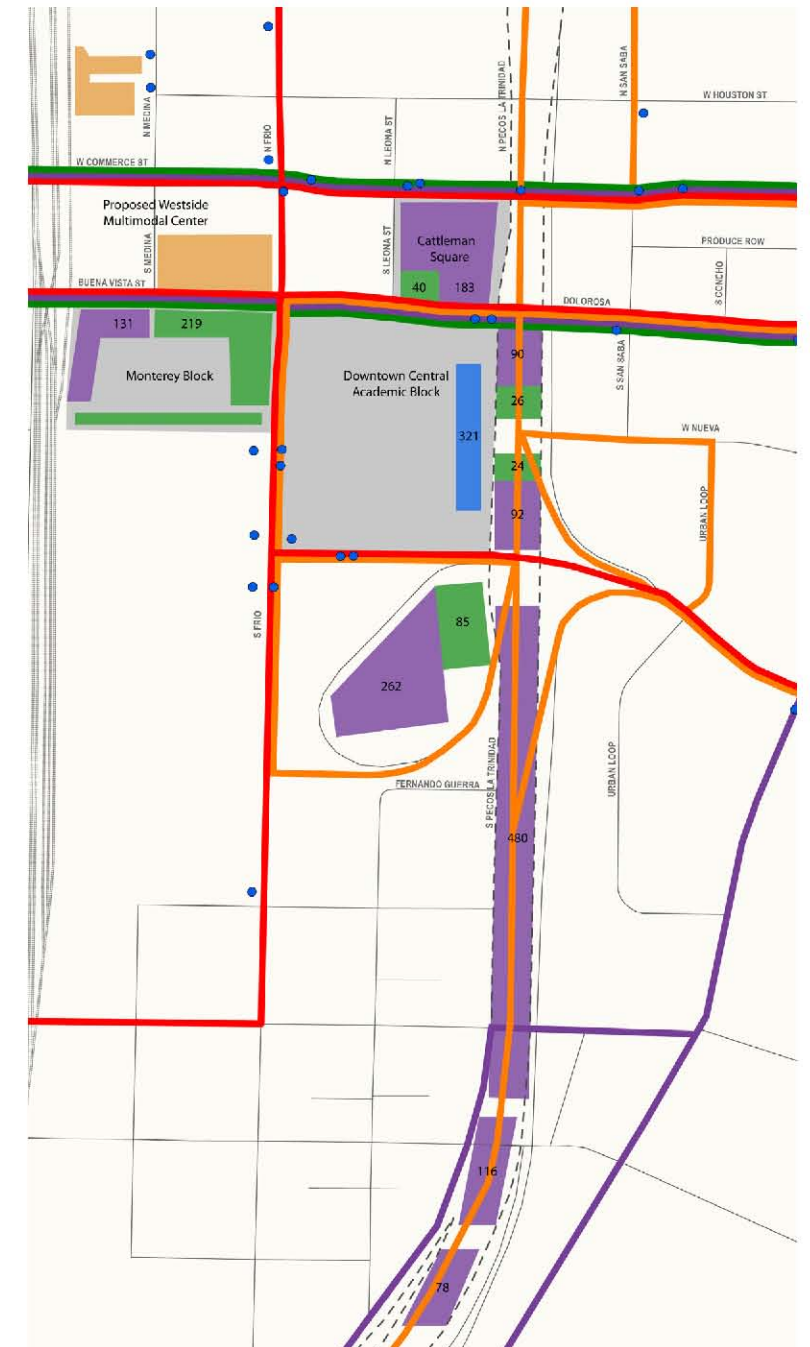 W HOUSTON ST
N MEDINA
N FRIO
N LEONA ST
N PECOS LA TRINIDAD
N SAN SABA
W COMMERCE ST
Proposed Westside
Multimodal Center
S MEDINA
S LEONA ST
Cattleman
Square
40
183
PRODUCE ROW
S CONCHO
BUENA VISTA ST
DOLOROSA
131
219
Monterey Block
Downtown Central
Academic Block
321
90
26
S SAN SABA
W NUEVA
24
92
URBAN LOOP
S FRIO
85
262
S PECOS LA TRINIDAD
URBAN LOOP
FERNANDO GUERRA
480
116
78